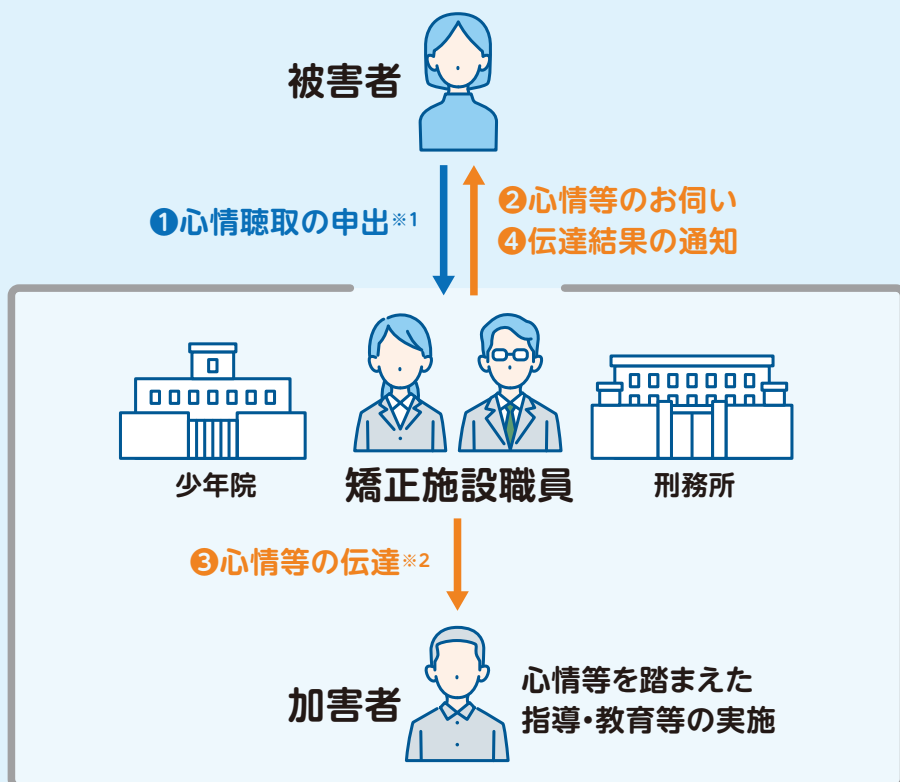 被害者
❶心情聴取の申出※1
❷心情等のお伺い
❹伝達結果の通知
少年院
矯正施設職員
刑務所
❸心情等の伝達※2
加害者
心情等を踏まえた
指導・教育等の実施